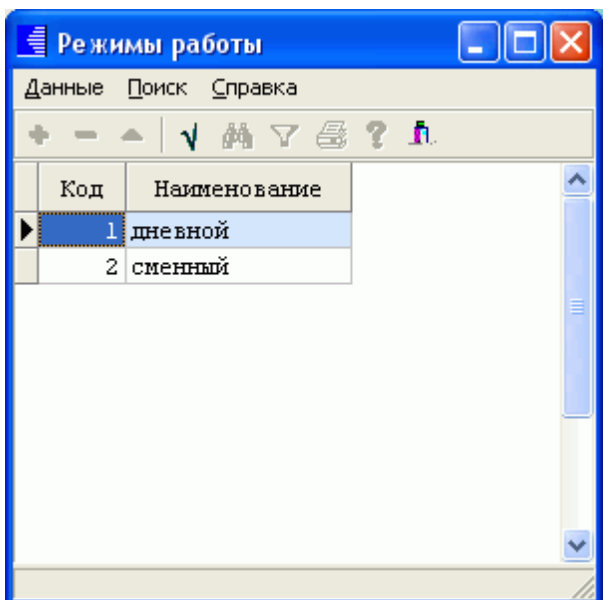 Режимы работы
Данные Поиск Справка
Код Наименование
1 дневной
2 сменный